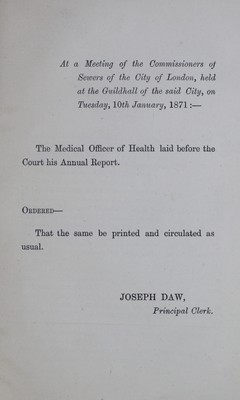 At a Meeting of the Commissioners of
Sewers of the City of London, held
at the Guildhall of the said City, on
Tuesday, 10th January, 1871:—
The Medical Officer of Health laid before the
Court his Annual Report.
ORDERED—
That the same be printed and circulated as
usual.
JOSEPH DAW,
Principal Clerk.